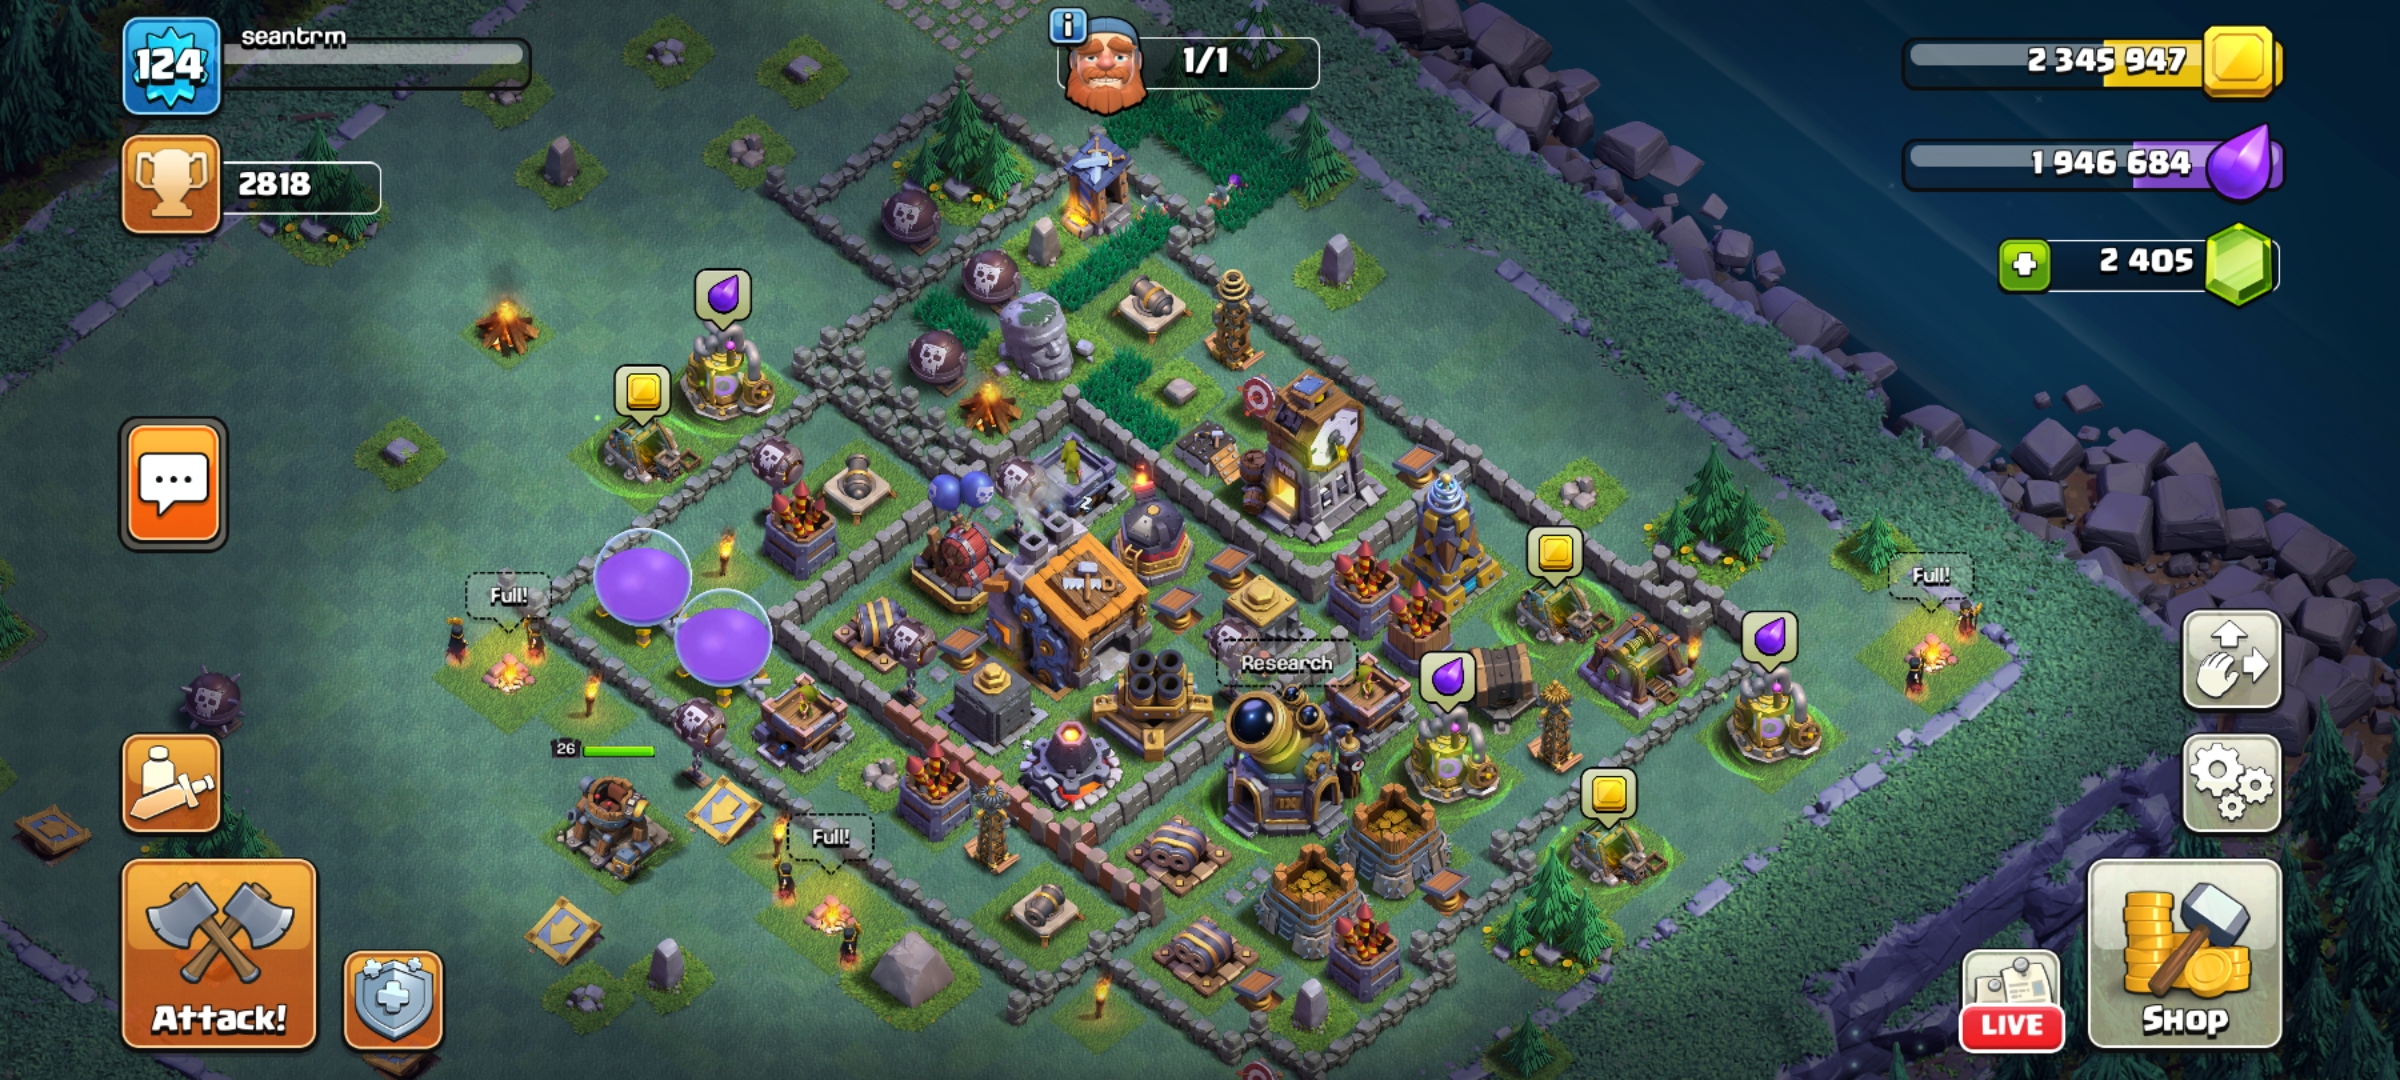 124
seantrm
1/1
2 345 947
2818
1 946 684
2 405
Full!
Full!
Research
26
Full!
IX
Attack!
LIVE
SHOP